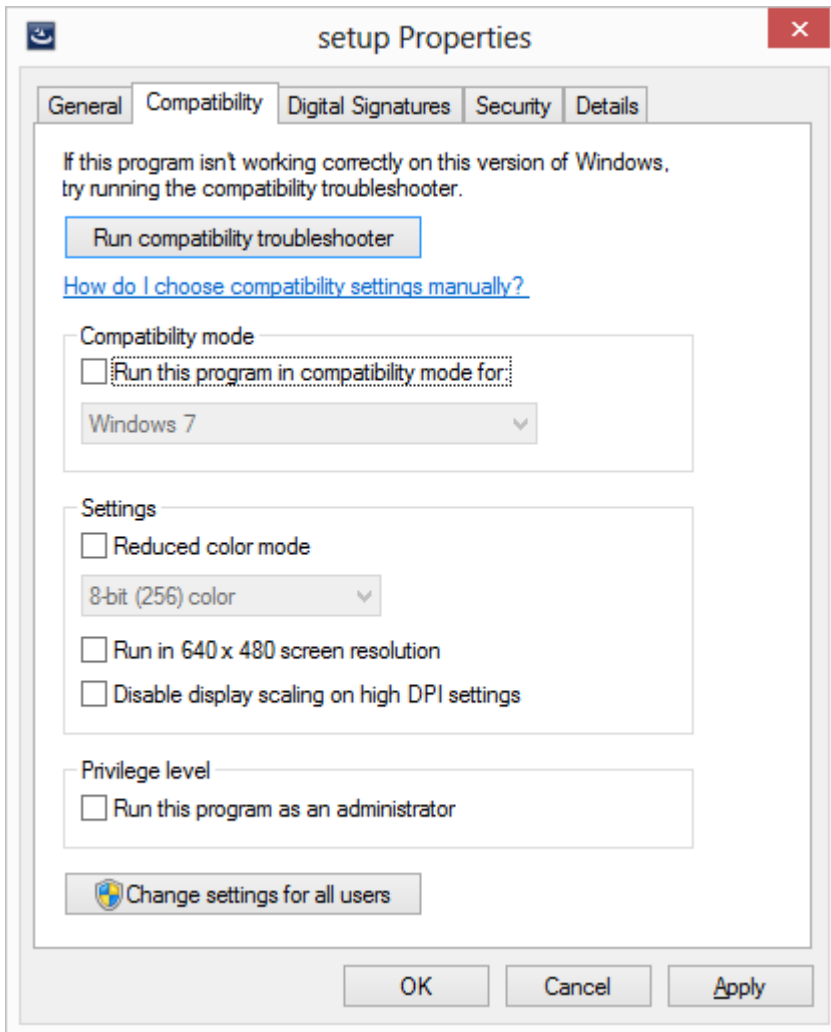 setup Properties
General Compatibility Digital Signatures Security Details
If this program isn't working correctly on this version of Windows,
try running the compatibility troubleshooter.
Run compatibility troubleshooter
How do I choose compatibility settings manually?
Compatibility mode
Run this program in compatibility mode for:
Windows 7
Settings
Reduced color mode
8-bit (256) color
Run in 640 x 480 screen resolution
Disable display scaling on high DPI settings
Privilege level
Run this program as an administrator
Change settings for all users
OK Cancel Apply